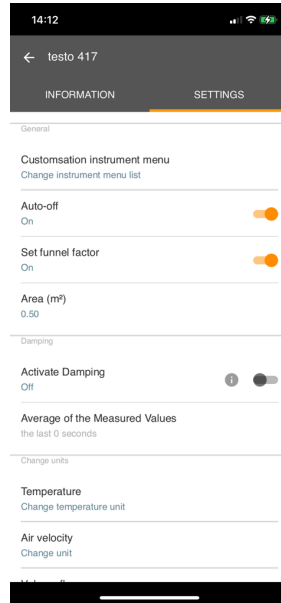 14:12
testo 417
INFORMATION SETTINGS
General
Customsation instrument menu
Change instrument menu list
Auto-off
On
Set funnel factor
On
Area (m²)
0.50
Damping
Activate Damping
Off
Average of the Measured Values
the last 0 seconds
Change units
Temperature
Change temperature unit
Air velocity
Change unit